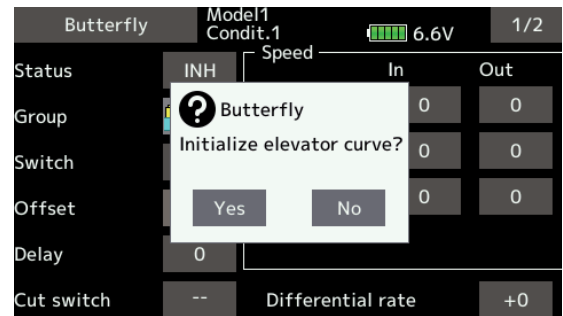 Butterfly
Model1
Condit.1
6.6V
1/2
Status INH
Speed
In Out
Group
0 0
Switch
0 0
Offset
0 0
Delay 0
Cut switch --
Differential rate +0
Butterfly
Initialize elevator curve?
Yes No